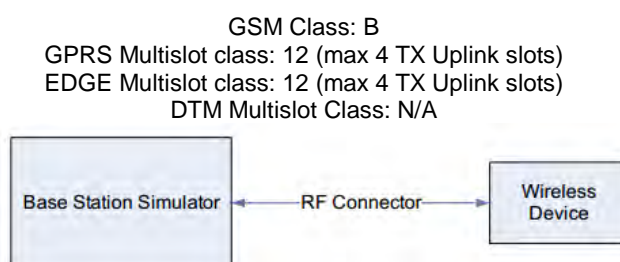 GSM Class: B
GPRS Multislot class: 12 (max 4 TX Uplink slots)
EDGE Multislot class: 12 (max 4 TX Uplink slots)
DTM Multislot Class: N/A
Base Station Simulator
RF Connector
Wireless
Device